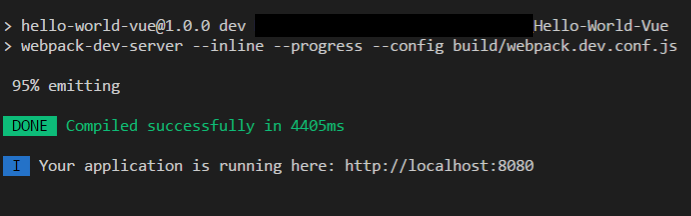 > hello-world-vue@1.0.0 dev Hello-World-Vue
> webpack-dev-server --inline --progress --config build/webpack.dev.conf.js
95% emitting
DONE Compiled successfully in 4405ms
I Your application is running here: http://localhost:8080